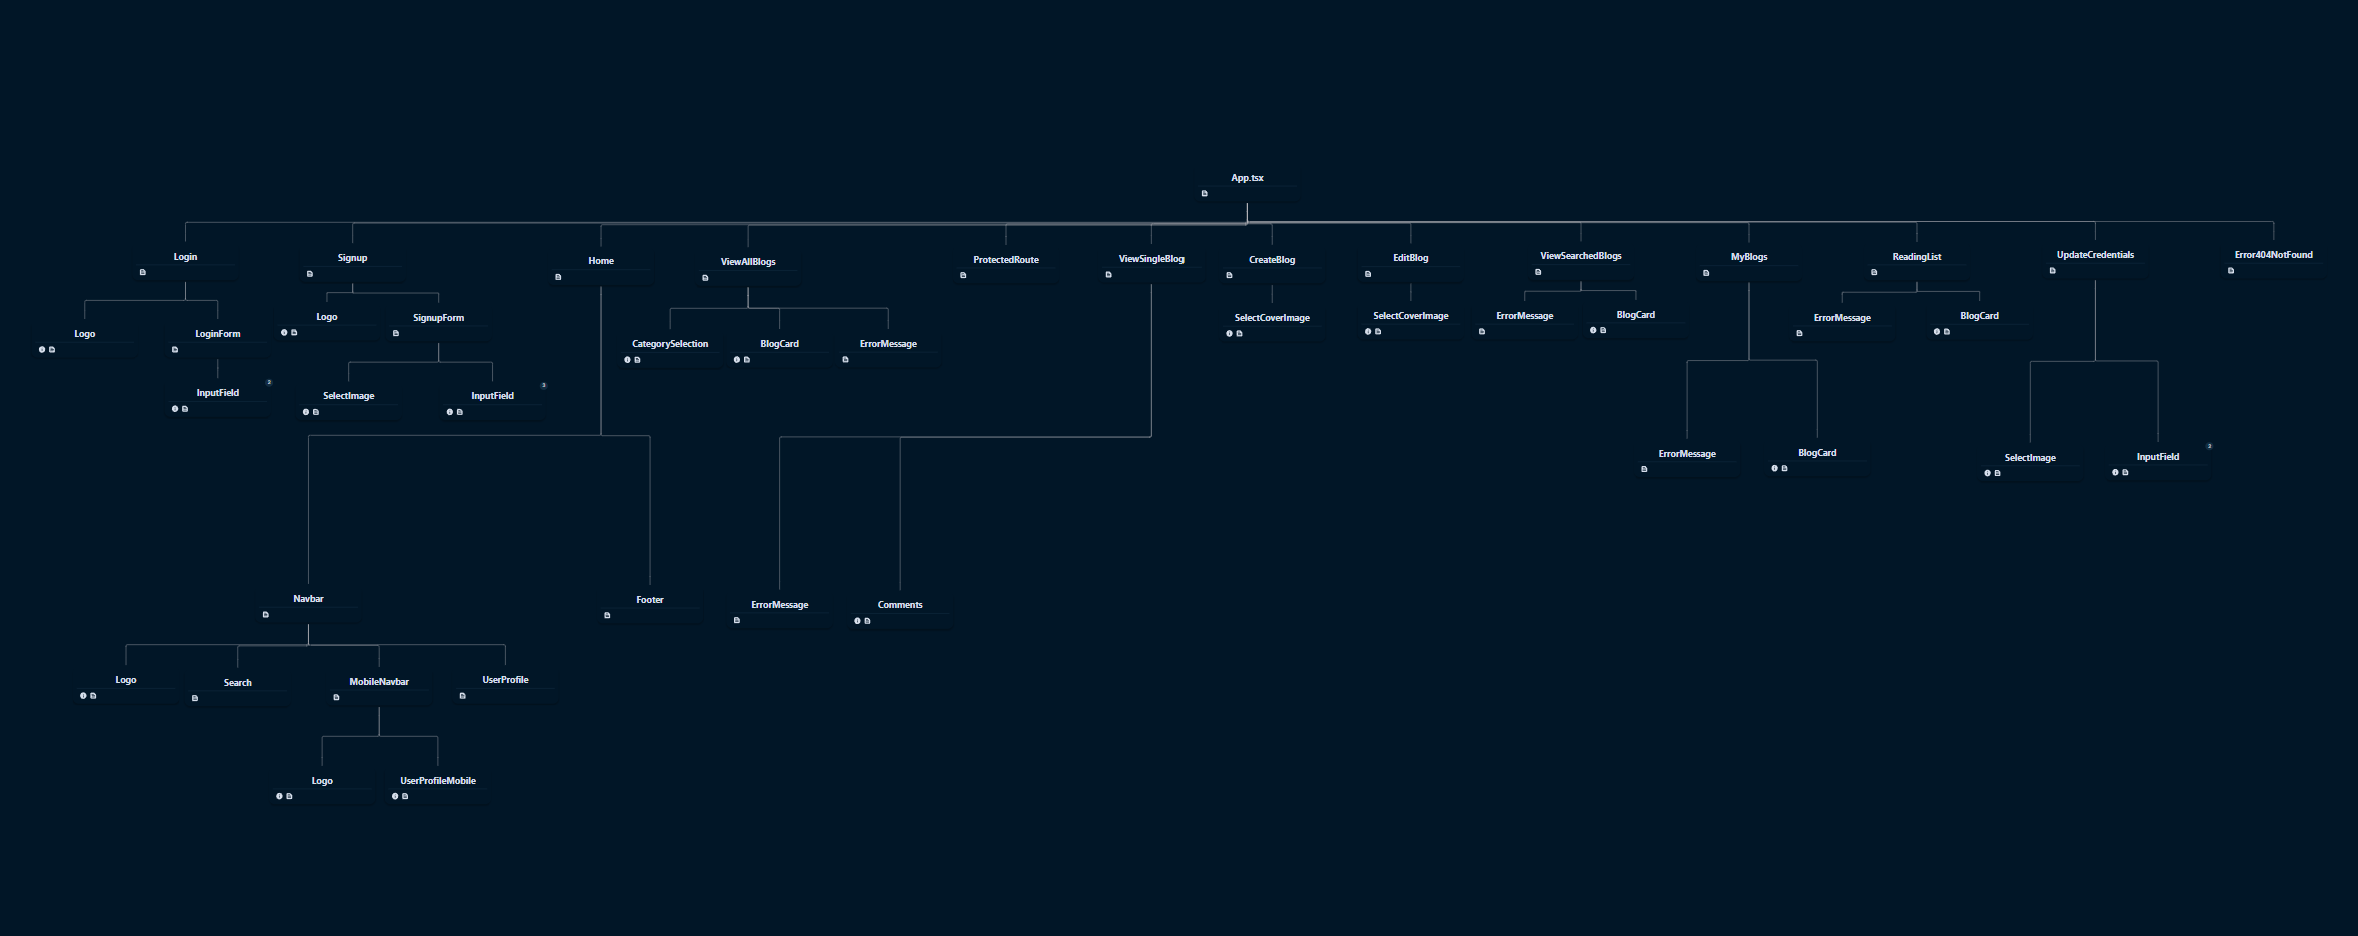 App.tsx
Login
Signup
Home
ViewAllBlogs
ProtectedRoute
ViewSingleBlog
CreateBlog
EditBlog
ViewSearchedBlogs
MyBlogs
ReadingList
UpdateCredentials
Error404NotFound
Logo
LoginForm
Logo
SignupForm
CategorySelection
BlogCard
ErrorMessage
SelectCoverImage
SelectCoverImage
ErrorMessage
BlogCard
ErrorMessage
BlogCard
2
InputField
SelectImage
3
InputField
ErrorMessage
BlogCard
SelectImage
InputField
Navbar
Footer
ErrorMessage
Comments
Logo
Search
MobileNavbar
UserProfile
Logo
UserProfileMobile